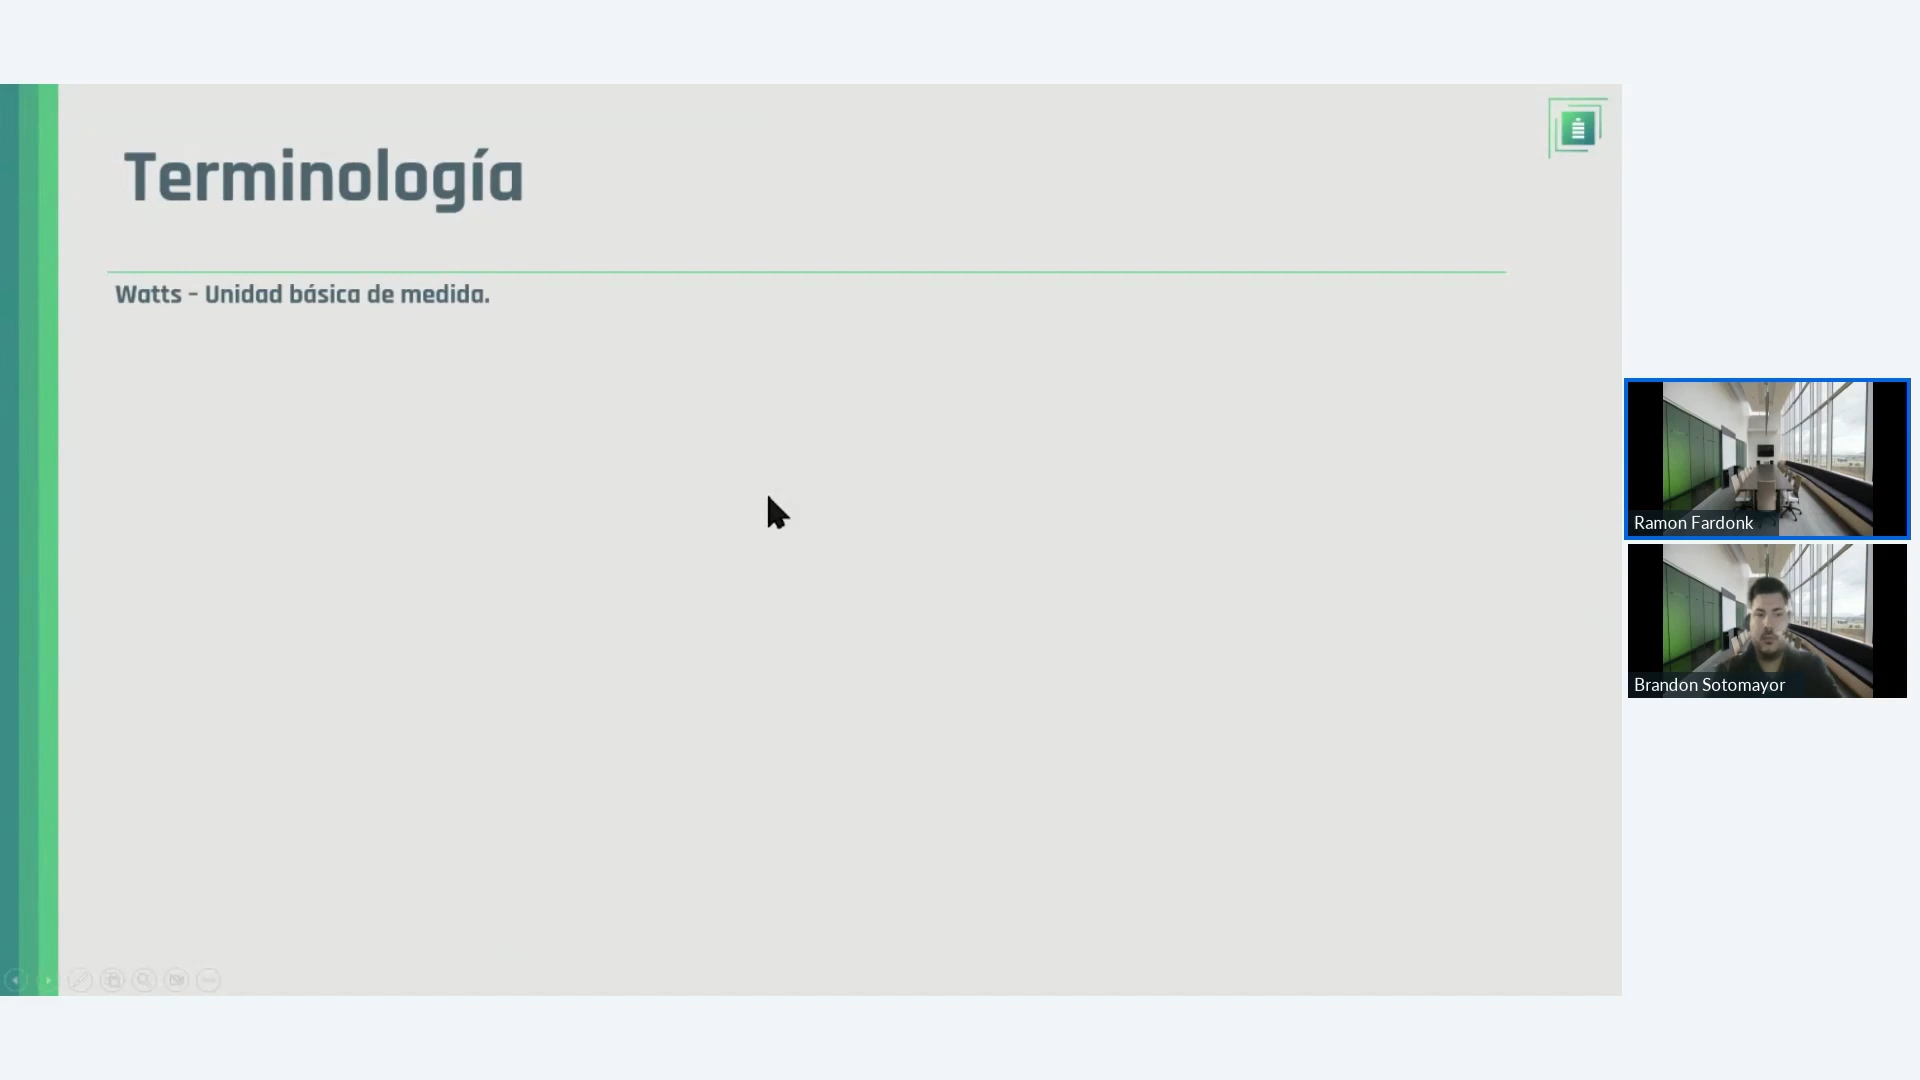 Terminología
Watts - Unidad básica de medida.
Ramon Fardonk
Brandon Sotomayor